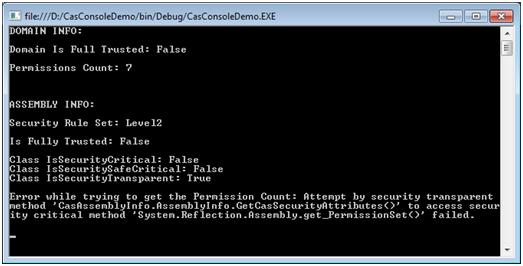 file:///D:/CasConsoleDemo/bin/Debug/CasConsoleDemo.EXE
DOMAIN INFO:
Domain Is Full Trusted: False
Permissions Count: 7
ASSEMBLY INFO:
Security Rule Set: Level2
Is Fully Trusted: False
Class IsSecurityCritical: False
Class IsSecuritySafeCritical: False
Class IsSecurityTransparent: True
Error while trying to get the Permission Count: Attempt by security transparent
method 'CasAssemblyInfo.AssemblyInfo.GetCasSecurityAttributes()' to access secur
ity critical method 'System.Reflection.Assembly.get_PermissionSet()' failed.